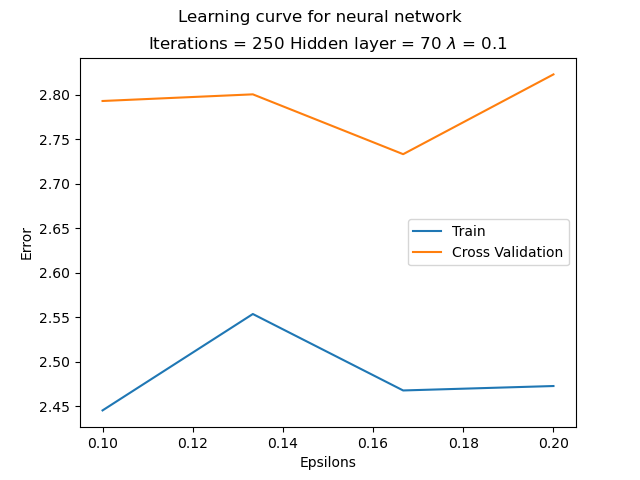 Learning curve for neural network
Iterations = 250 Hidden layer = 70 λ = 0.1
2.80
2.75
2.70
2.65
2.60
2.55
2.50
2.45
Error
Train
Cross Validation
0.10 0.12 0.14 0.16 0.18 0.20
Epsilons